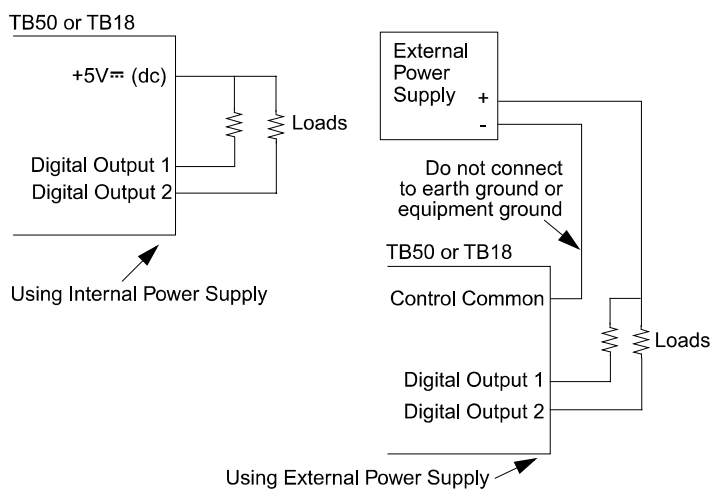 TB50 or TB18
+5V⎓ (dc)
Loads
Digital Output 1
Digital Output 2
Using Internal Power Supply
External
Power
Supply
+
-
Do not connect
to earth ground or
equipment ground
TB50 or TB18
Control Common
Loads
Digital Output 1
Digital Output 2
Using External Power Supply